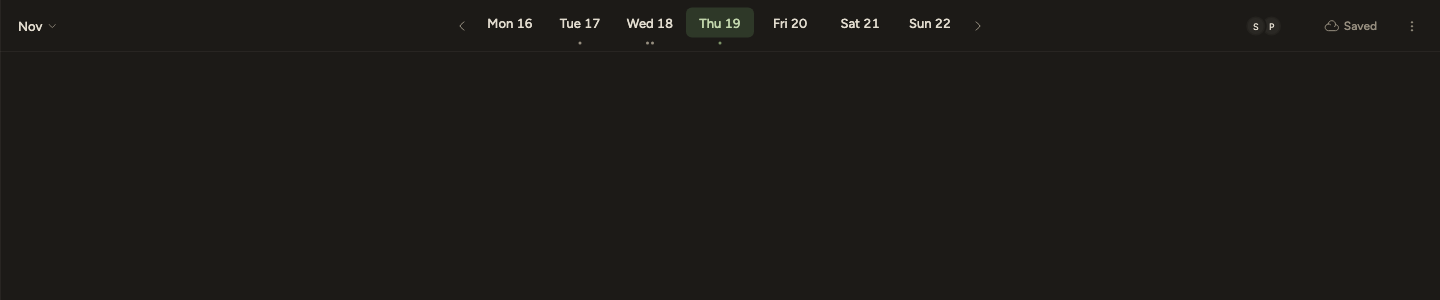 Nov
Mon 16
Tue 17
Wed 18
Thu 19
Fri 20
Sat 21
Sun 22
S
P
Saved